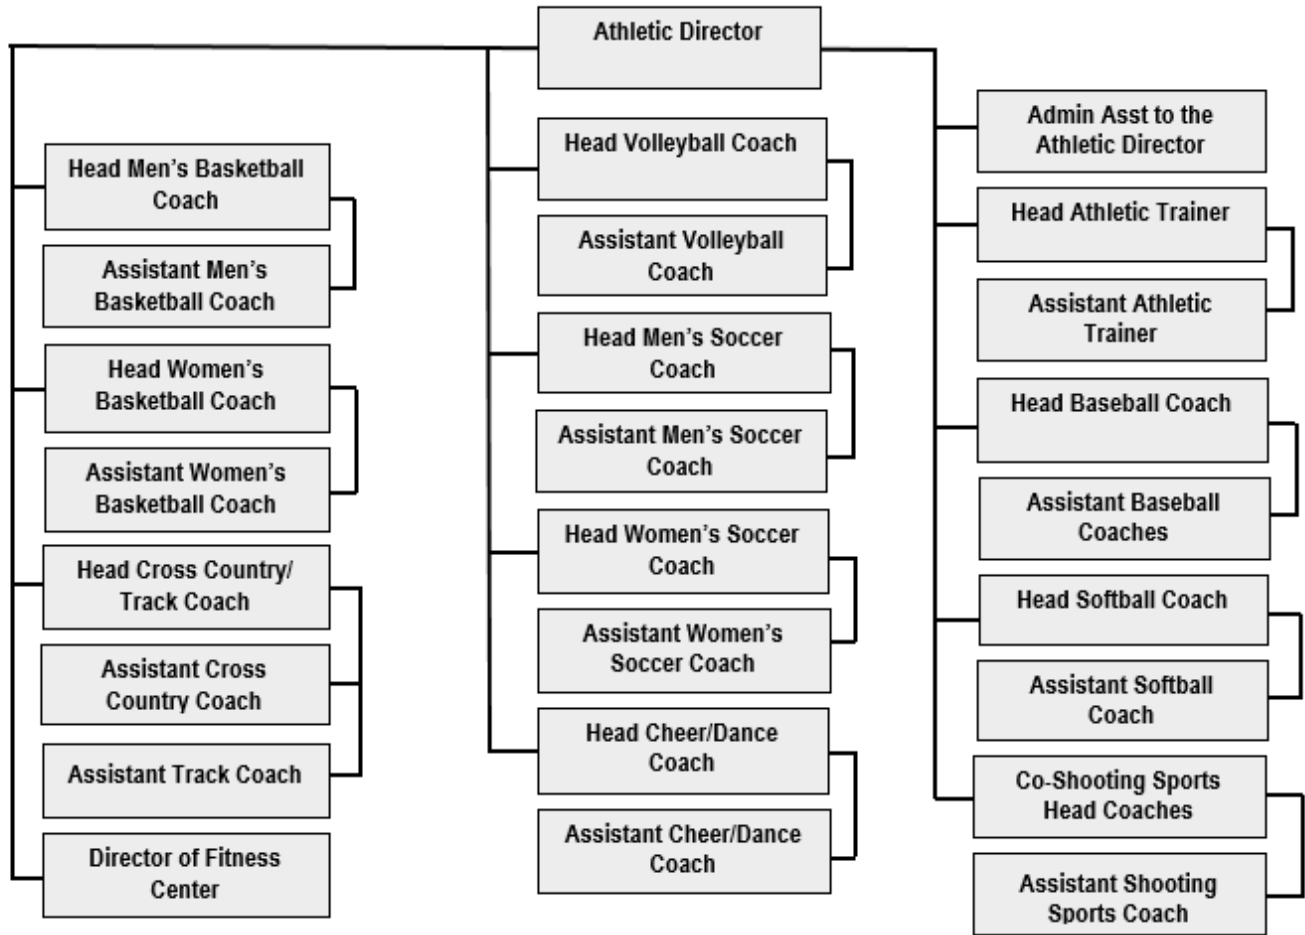 Athletic Director
Head Men’s Basketball
Coach
Assistant Men’s
Basketball Coach
Head Women’s
Basketball Coach
Assistant Women’s
Basketball Coach
Head Cross Country/
Track Coach
Assistant Cross
Country Coach
Assistant Track Coach
Director of Fitness
Center
Head Volleyball Coach
Assistant Volleyball
Coach
Head Men’s Soccer
Coach
Assistant Men’s Soccer
Coach
Head Women’s Soccer
Coach
Assistant Women’s
Soccer Coach
Head Cheer/Dance
Coach
Assistant Cheer/Dance
Coach
Admin Asst to the
Athletic Director
Head Athletic Trainer
Assistant Athletic
Trainer
Head Baseball Coach
Assistant Baseball
Coaches
Head Softball Coach
Assistant Softball
Coach
Co-Shooting Sports
Head Coaches
Assistant Shooting
Sports Coach